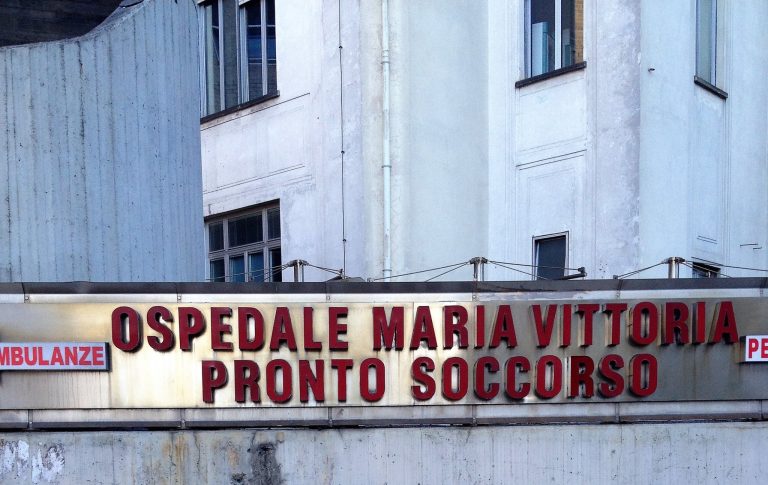 OSPEDALE MARIA VITTORIA
MBULANZE
PRONTO SOCCORSO
PE